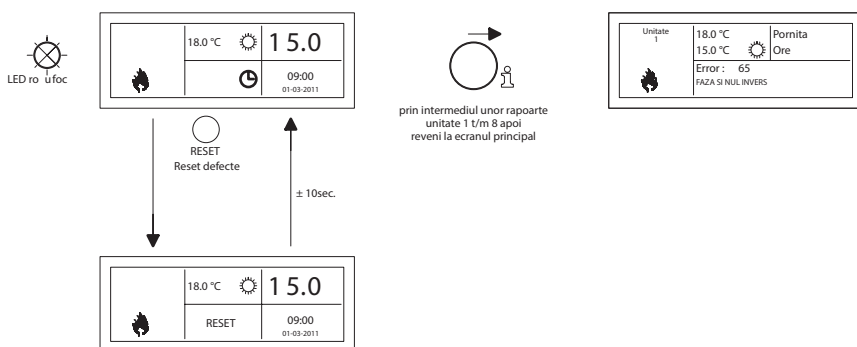 18.0 °C 15.0
09:00
01-03-2011
LED ro ufoc
RESET
Reset defecte
± 10sec.
18.0 °C 15.0
RESET 09:00
01-03-2011
prin intermediul unor rapoarte
unitate 1 t/m 8 apoi
reveni la ecranul principal
Unitate
1
18.0 °C Pornita
15.0 °C Ore
Error : 65
FAZA SI NUL INVERS